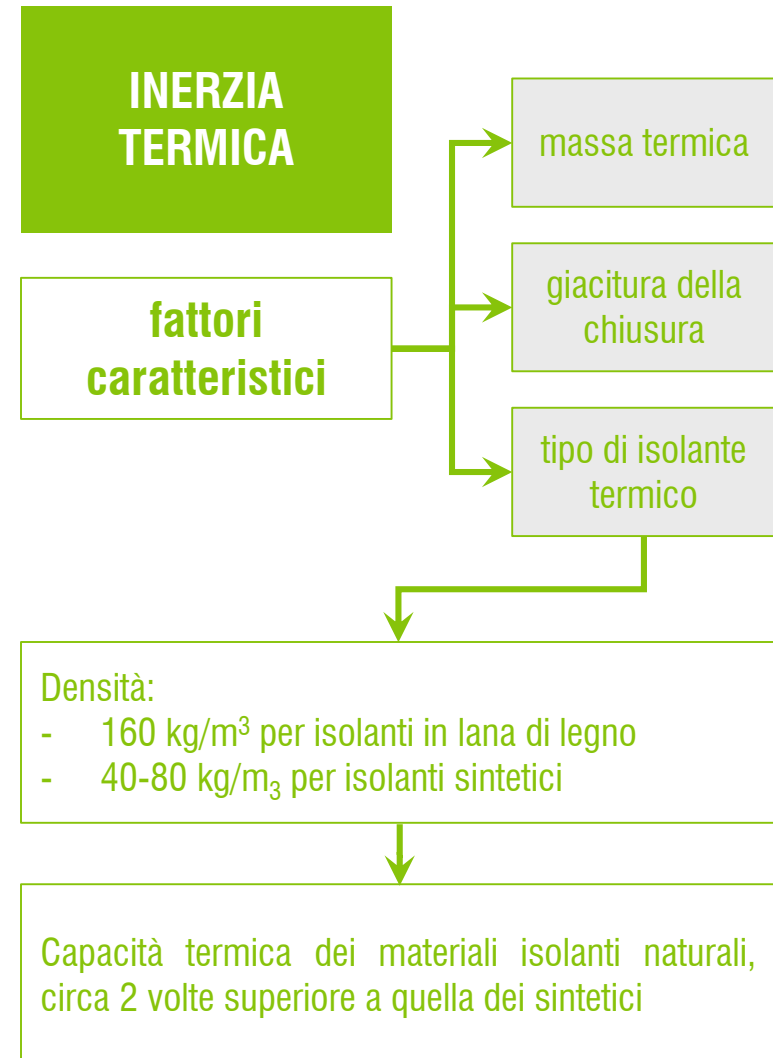 INERZIA
TERMICA
massa termica
fattori
caratteristici
giacitura della
chiusura
tipo di isolante
termico
Densità:
- 160 kg/m³ per isolanti in lana di legno
- 40-80 kg/m₃ per isolanti sintetici
Capacità termica dei materiali isolanti naturali,
circa 2 volte superiore a quella dei sintetici